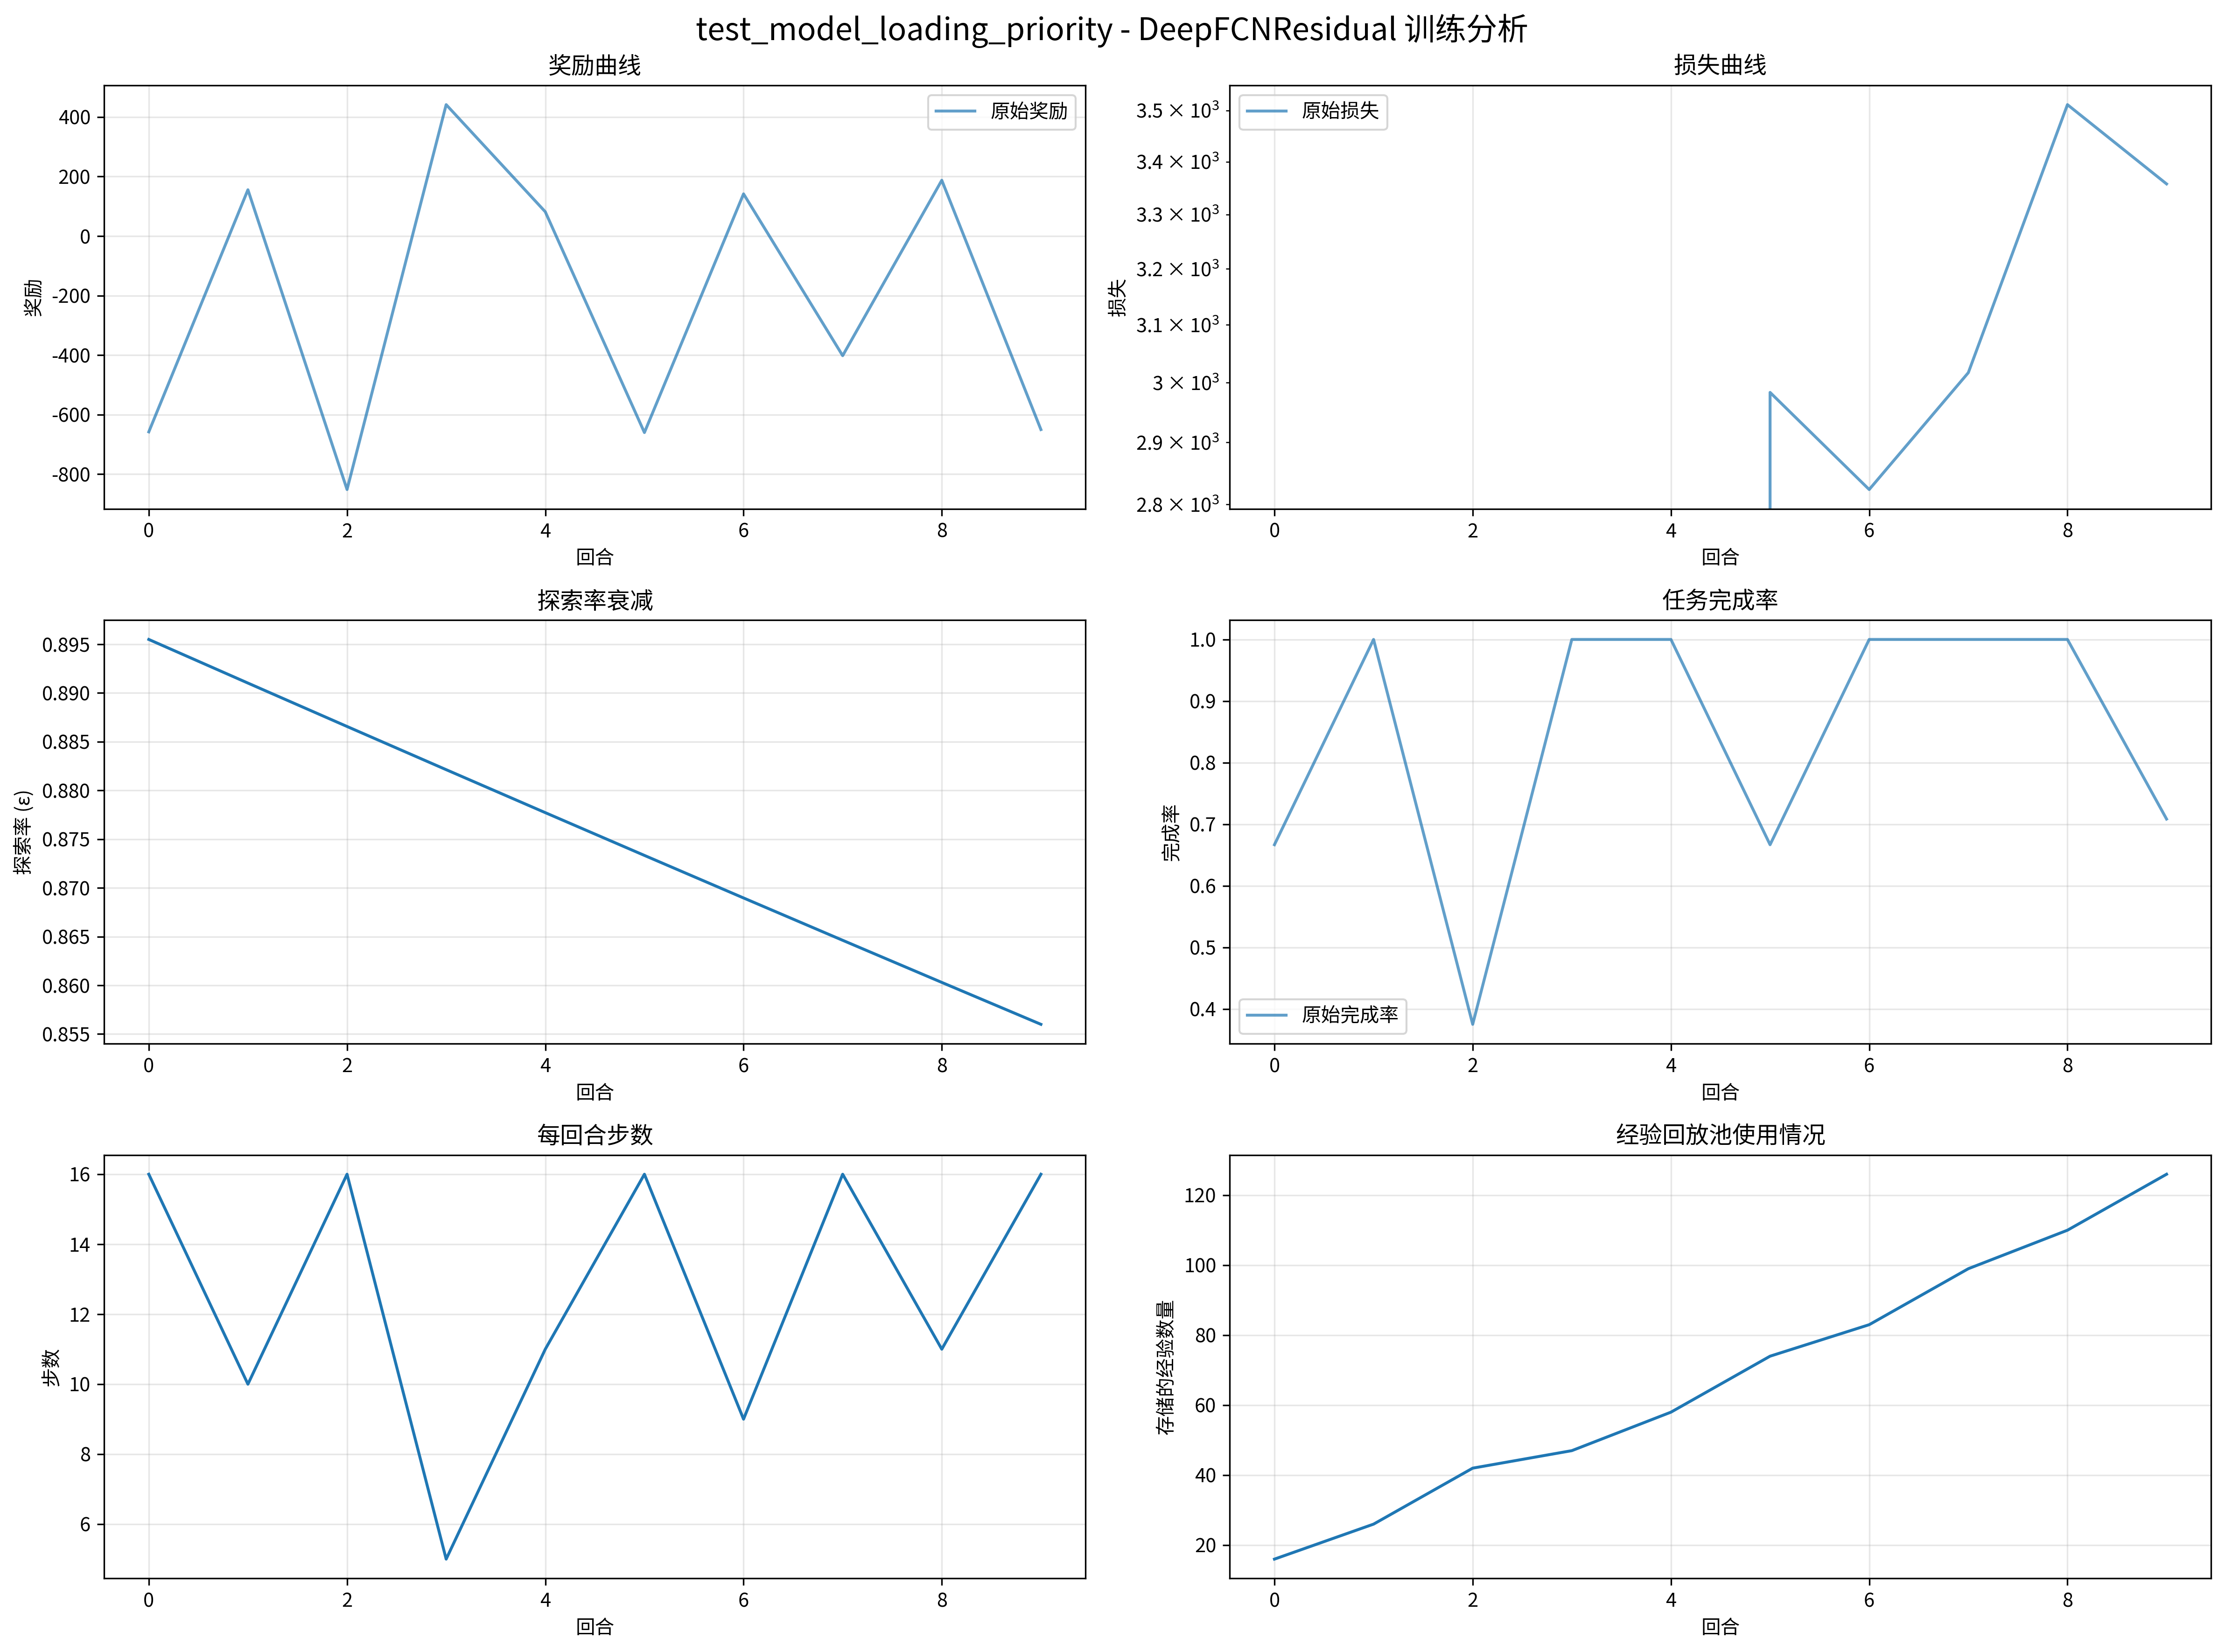 test_model_loading_priority - DeepFCNResidual 训练分析
奖励曲线
原始奖励
400
200
0
-200
-400
-600
-800
奖励
0 2 4 6 8
回合
损失曲线
原始损失
3.5 × 10³
3.4 × 10³
3.3 × 10³
3.2 × 10³
3.1 × 10³
3 × 10³
2.9 × 10³
2.8 × 10³
损失
0 2 4 6 8
回合
探索率衰减
0.895
0.890
0.885
0.880
0.875
0.870
0.865
0.860
0.855
探索率 (ε)
0 2 4 6 8
回合
任务完成率
1.0
0.9
0.8
0.7
0.6
0.5
0.4
完成率
原始完成率
0 2 4 6 8
回合
每回合步数
16
14
12
10
8
6
步数
0 2 4 6 8
回合
经验回放池使用情况
120
100
80
60
40
20
存储的经验数量
0 2 4 6 8
回合